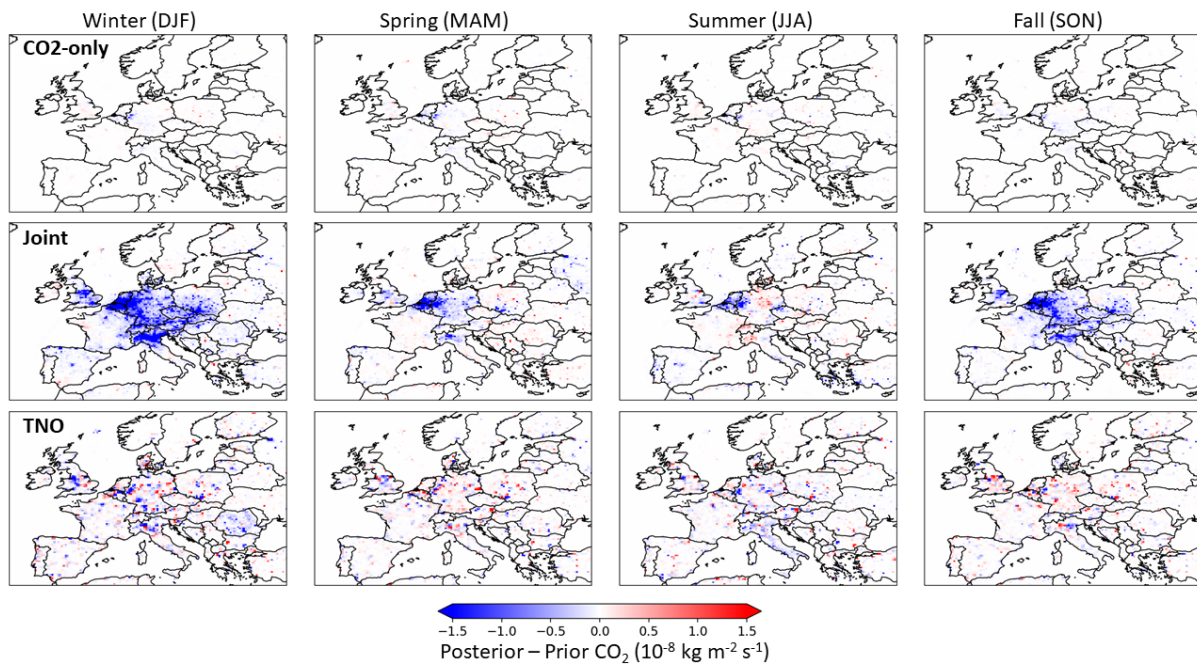 Winter (DJF) Spring (MAM) Summer (JJA) Fall (SON)
CO2-only
Joint
TNO
−1.5 −1.0 −0.5 0.0 0.5 1.0 1.5
Posterior – Prior CO₂ (10⁻⁸ kg m⁻² s⁻¹)